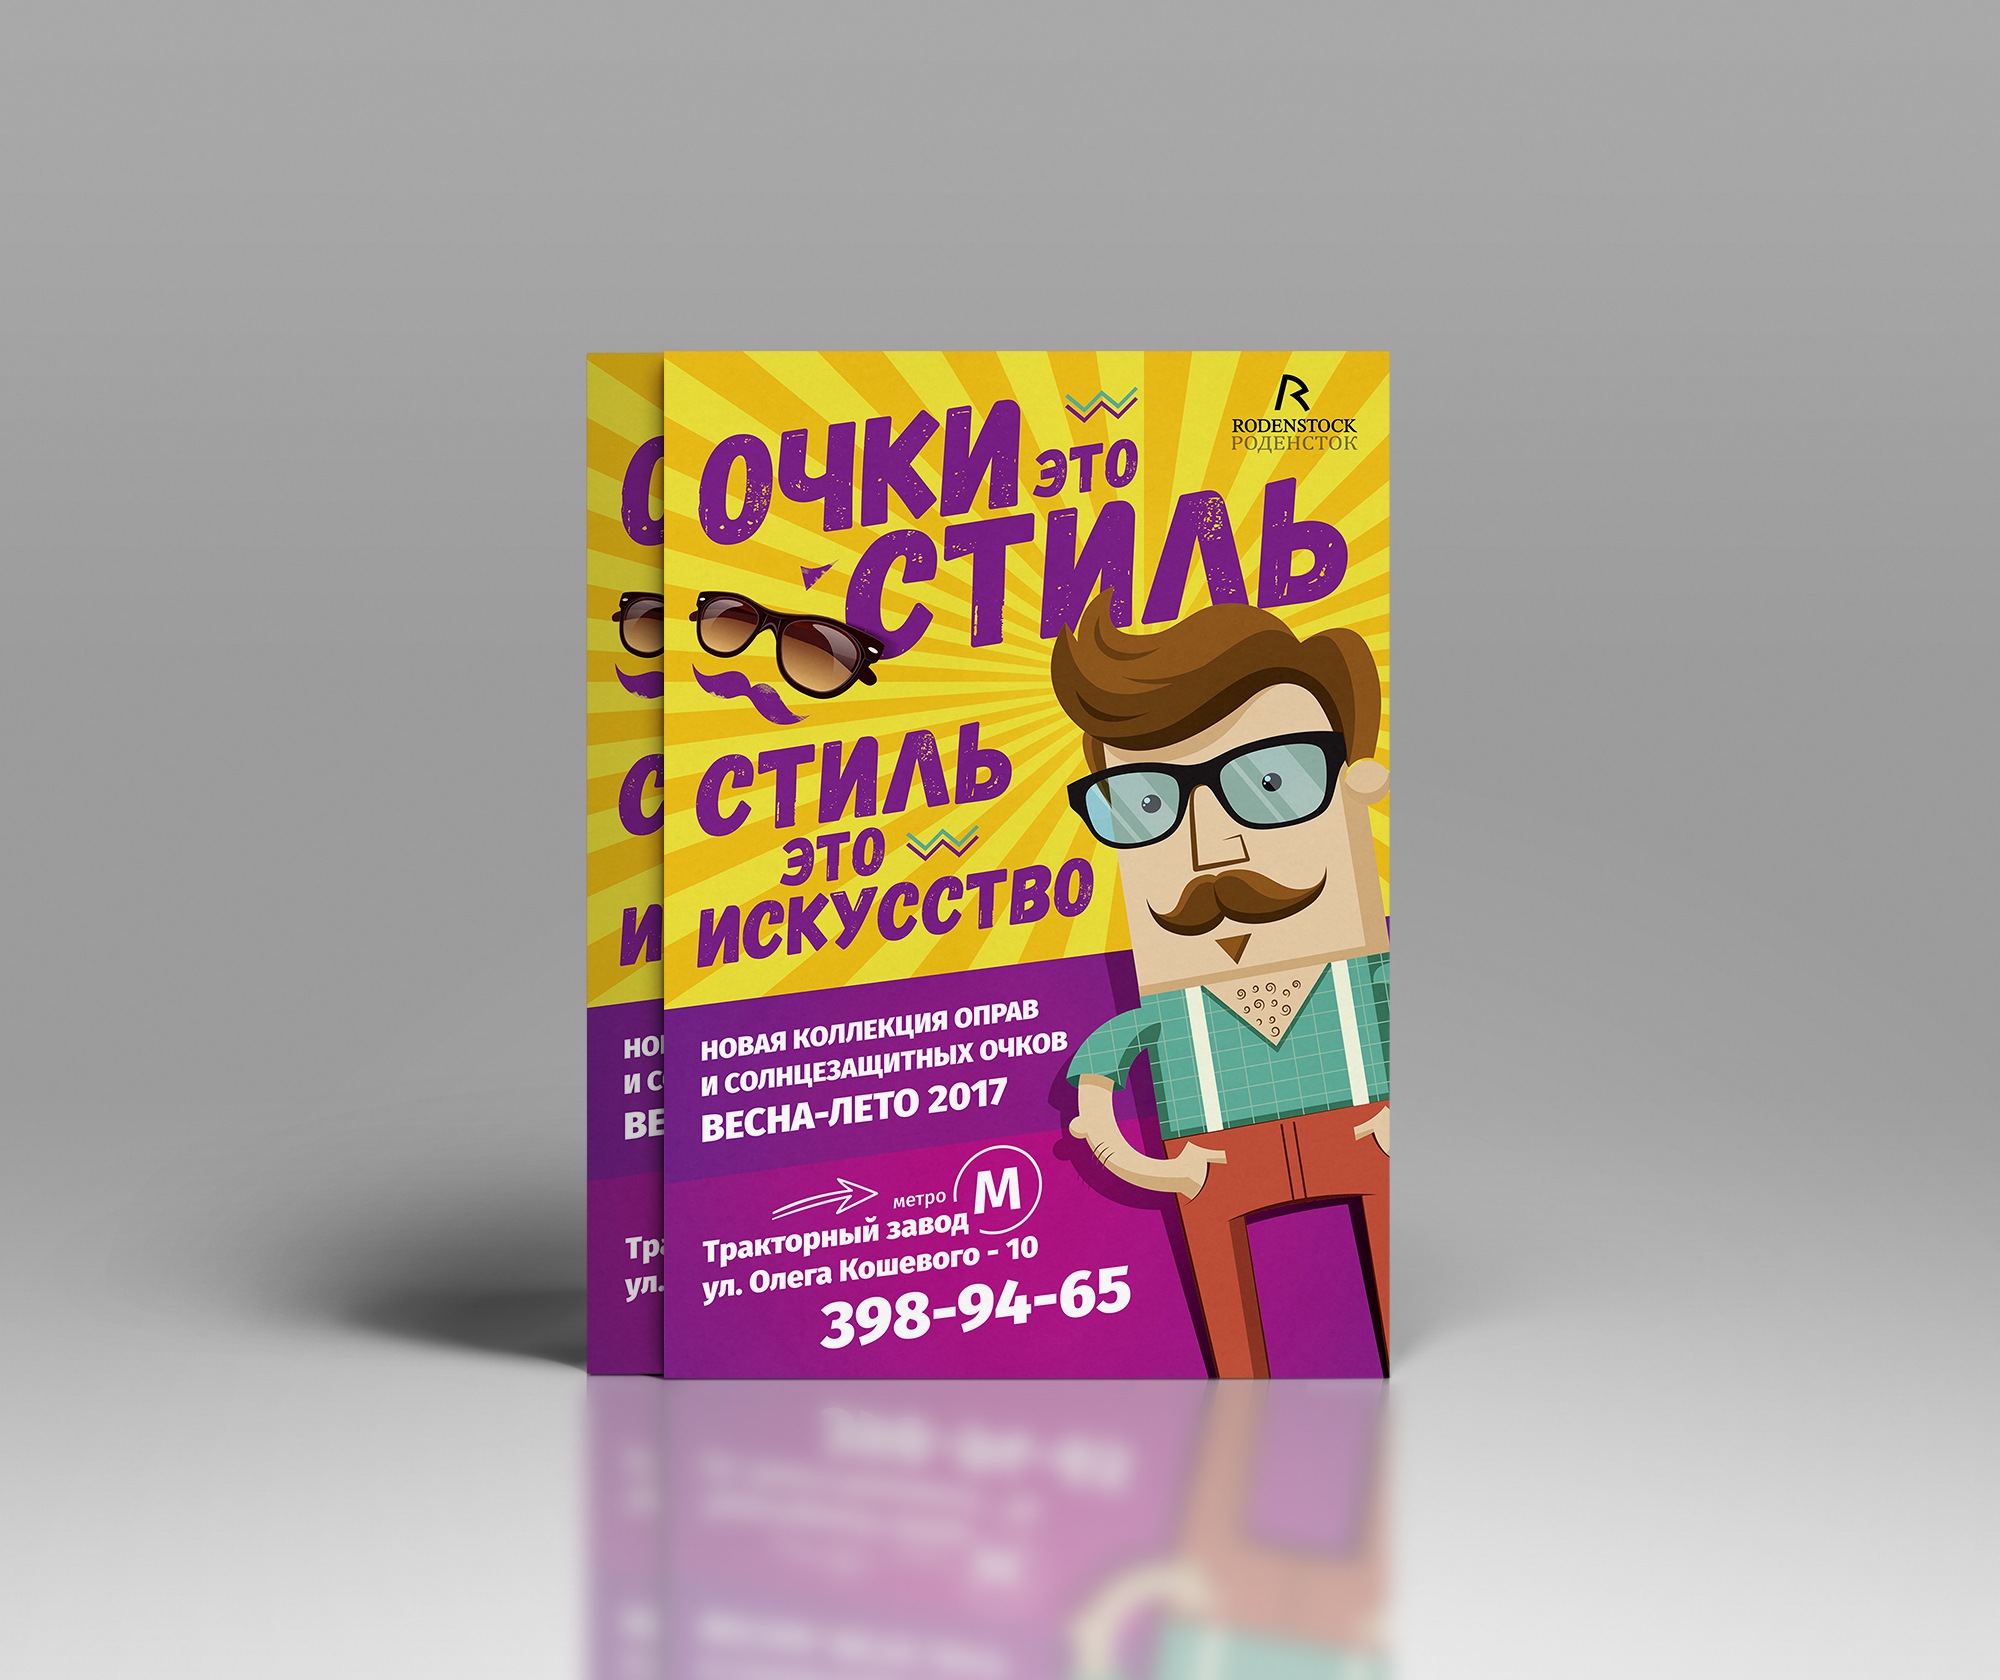 RODENSTOCK
РОДЕНСТОК
ОЧКИ ЭТО
СТИЛЬ
СТИЛЬ
ЭТО
ИСКУССТВО
НОВАЯ КОЛЛЕКЦИЯ ОПРАВ
И СОЛНЦЕЗАЩИТНЫХ ОЧКОВ
ВЕСНА-ЛЕТО 2017
метро М
Тракторный завод
ул. Олега Кошевого - 10
398-94-65